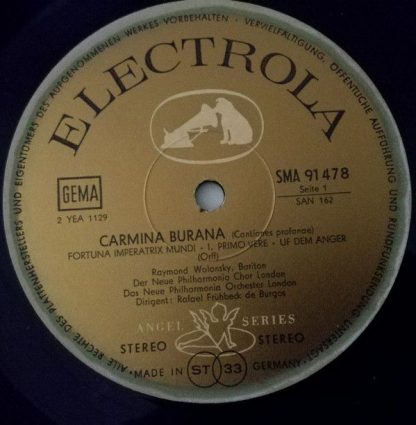 ALLE RECHTE DES PLATTENHERSTELLERS UND EIGENTÜMERS DES AUFGENOMMENEN WERKES VORBEHALTEN · VERVIELFÄLTIGUNG, ÖFFENTLICHE AUFFÜHRUNG UND RUNDFUNKSENDUNG UNTERSAGT
ELECTROLA
GEMA
2 YEA 1129
SMA 91478
Seite 1
SAN 162
CARMINA BURANA (Cantiones profanae)
FORTUNA IMPERATRIX MUNDI · I. PRIMO VERE · UF DEM ANGER
(Orff)
Raymond Wolansky, Bariton
Der Neue Philharmonia Chor London
Das Neue Philharmonia Orchester London
Dirigent: Rafael Frühbeck de Burgos
ANGEL SERIES
STEREO STEREO
MADE IN ST 33 GERMANY